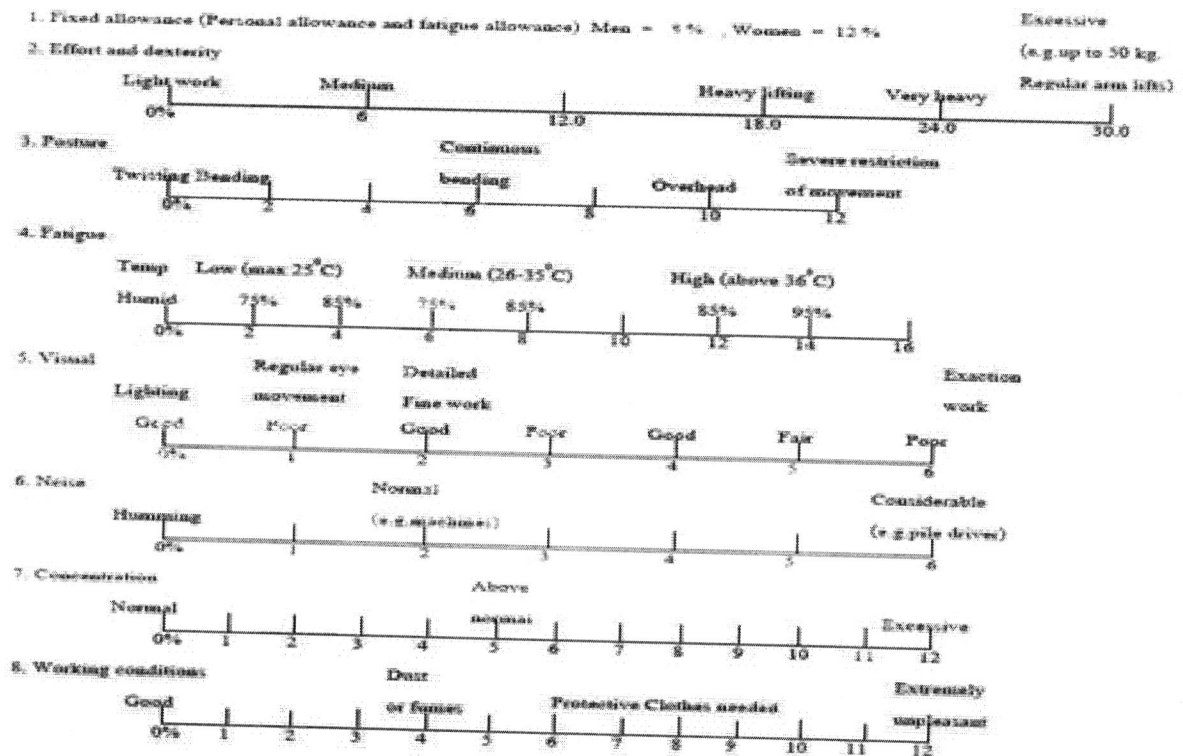 1. Fixed allowance (Personal allowance and fatigue allowance) Men = % , Women = 12 %
Excessive
(e.g.up to 50 kg.
Regular arm lifts)
2. Effort and dexterity
Light work Medium Heavy lifting Very heavy
0% 6 12.0 18.0 24.0 30.0
3. Posture
Continuous
Severe restriction
Twisting Bending bending Overhead of movement
0% 2 4 6 8 10 12
4. Fatigue
Temp Low (max 25°C) Medium (26-35°C) High (above 36°C)
Humid 75% 85% 75% 85% 85% 95%
0% 2 4 6 8 10 12 14 16
5. Visual
Regular eye Detailed Exaction
Lighting movement Fine work work
Good Poor Good Poor Good Fair Poor
0% 1 2 3 4 5 6
6. Noise
Normal Considerable
Humming (e.g.machines) (e.g.pile driver)
0% 1 2 3 4 5 6
7. Concentration
Above
Normal normal Excessive
0% 1 2 3 4 5 6 7 8 9 10 11 12
8. Working conditions
Dust Extremely
Good or fumes Protective Clothes needed unpleasant
0% 1 2 3 4 5 6 7 8 9 10 11 12